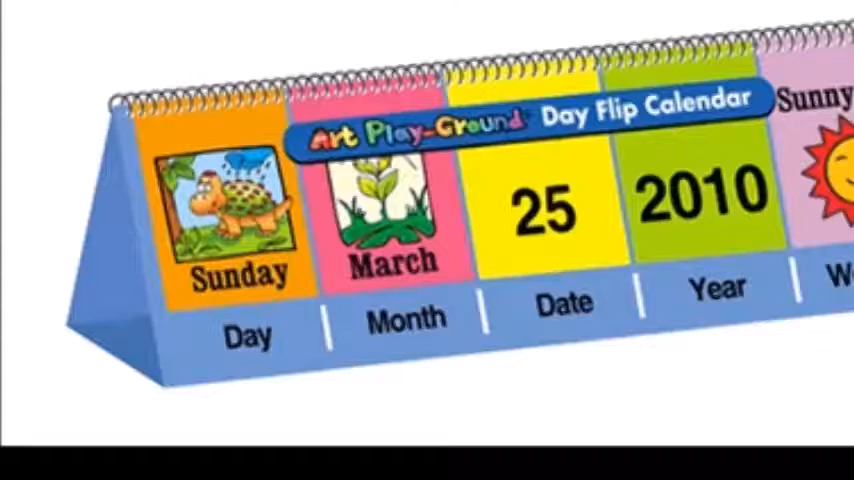 Art Play-Ground Day Flip Calendar
Sunny
Sunday
March
25
2010
Day
Month
Date
Year